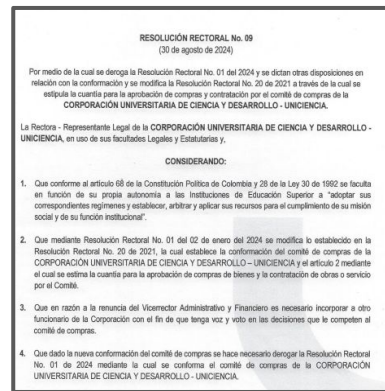 RESOLUCIÓN RECTORAL No. 09
(30 de agosto de 2024)
Por medio de la cual se deroga la Resolución Rectoral No. 01 del 2024 y se dictan otras disposiciones en
relación con la conformación y se modifica la Resolución Rectoral No. 20 de 2021 a través de la cual se
estipula la cuantía para la aprobación de compras y contratación por el comité de compras de la
CORPORACIÓN UNIVERSITARIA DE CIENCIA Y DESARROLLO - UNICIENCIA.
La Rectora - Representante Legal de la CORPORACIÓN UNIVERSITARIA DE CIENCIA Y DESARROLLO -
UNICIENCIA, en uso de sus facultades Legales y Estatutarias y,
CONSIDERANDO:
1. Que conforme al artículo 68 de la Constitución Política de Colombia y 28 de la Ley 30 de 1992 se faculta
en función de su propia autonomía a las Instituciones de Educación Superior a "adoptar sus
correspondientes regímenes y establecer, arbitrar y aplicar sus recursos para el cumplimiento de su misión
social y de su función institucional".
2. Que mediante Resolución Rectoral No. 01 del 02 de enero del 2024 se modifica lo establecido en la
Resolución Rectoral No. 20 de 2021, la cual establece la conformación del comité de compras de la
CORPORACIÓN UNIVERSITARIA DE CIENCIA Y DESARROLLO – UNICIENCIA y el artículo 2 mediante
el cual se estima la cuantía para la aprobación de compras de bienes y la contratación de obras o servicio
por el Comité.
3. Que en razón a la renuncia del Vicerrector Administrativo y Financiero es necesario incorporar a otro
funcionario de la Corporación con el fin de que tenga voz y voto en las decisiones que le competen al
comité de compras.
4. Que dado la nueva conformación del comité de compras se hace necesario derogar la Resolución Rectoral
No. 01 de 2024 mediante la cual se conforma el comité de compras de la CORPORACIÓN
UNIVERSITARIA DE CIENCIA Y DESARROLLO - UNICIENCIA.